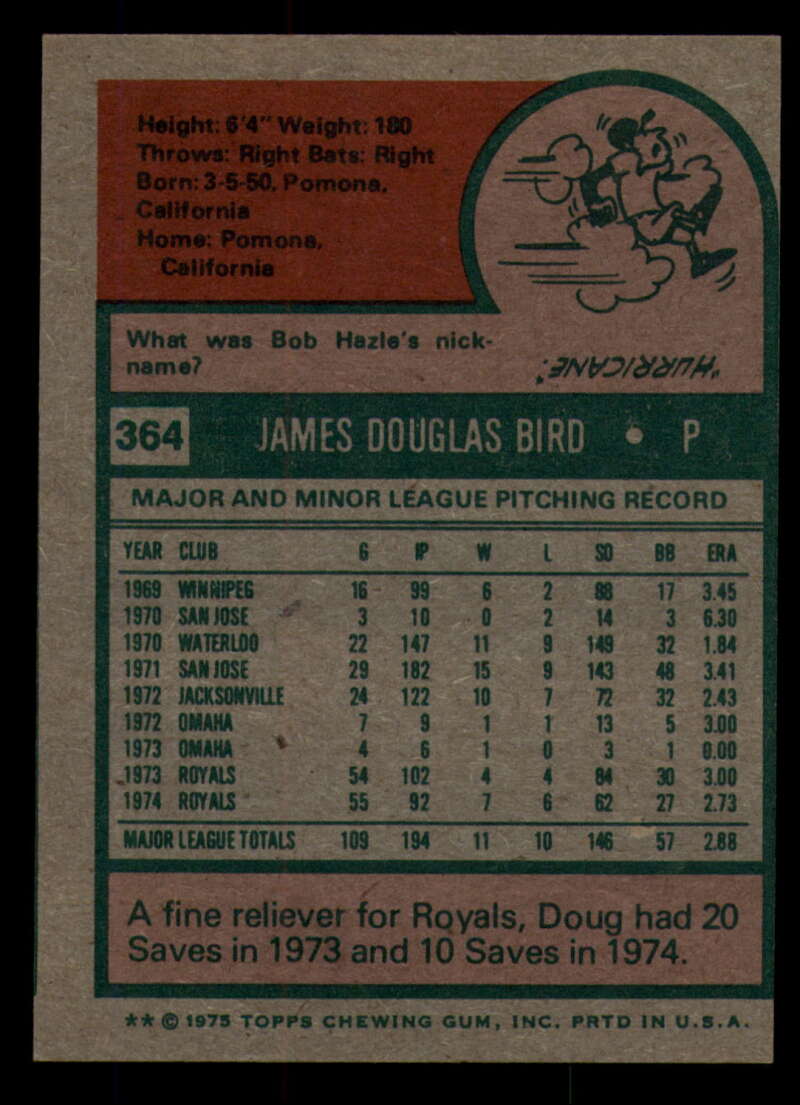 Height: 6'4" Weight: 180
Throws: Right Bats: Right
Born: 3-5-50, Pomona,
California
Home: Pomona,
California
What was Bob Hazle's nick-
name?
"HURRICANE."
364 JAMES DOUGLAS BIRD • P
MAJOR AND MINOR LEAGUE PITCHING RECORD
YEAR CLUB G IP W L SO BB ERA
1969 WINNIPEG 16 99 6 2 88 17 3.45
1970 SAN JOSE 3 10 0 2 14 3 6.30
1970 WATERLOO 22 147 11 9 149 32 1.84
1971 SAN JOSE 29 182 15 9 143 48 3.41
1972 JACKSONVILLE 24 122 10 7 72 32 2.43
1972 OMAHA 7 9 1 1 13 5 3.00
1973 OMAHA 4 6 1 0 3 1 0.00
1973 ROYALS 54 102 4 4 84 30 3.00
1974 ROYALS 55 92 7 6 62 27 2.73
MAJOR LEAGUE TOTALS 109 194 11 10 146 57 2.88
A fine reliever for Royals, Doug had 20
Saves in 1973 and 10 Saves in 1974.
** © 1975 TOPPS CHEWING GUM, INC. PRTD IN U.S.A.